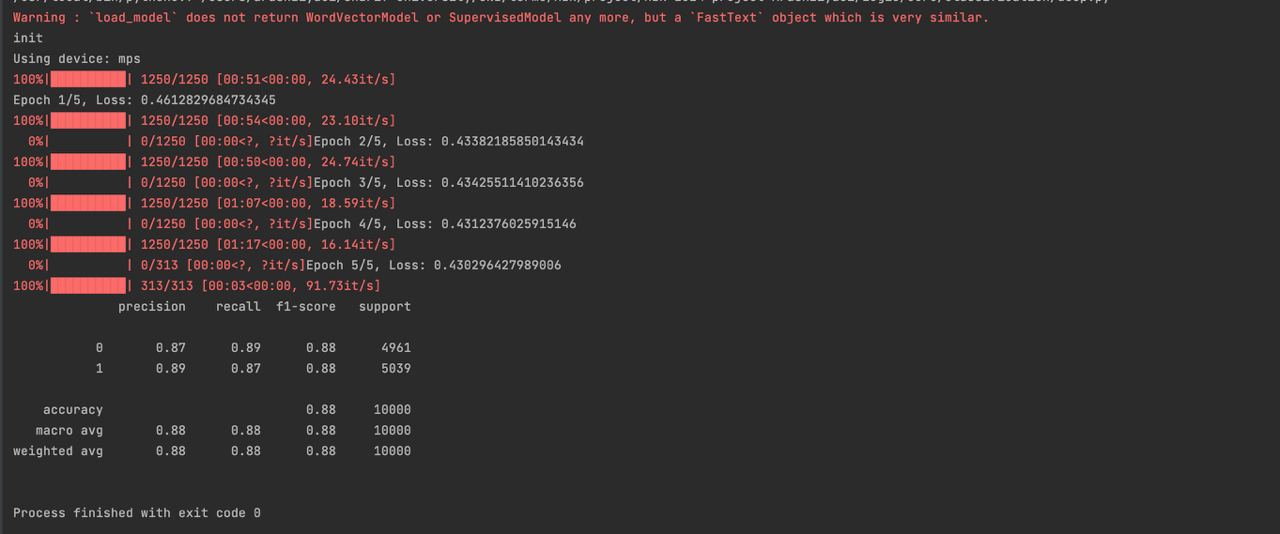 Warning : `load_model` does not return WordVectorModel or SupervisedModel any more, but a `FastText` object which is very similar.
init
Using device: mps
100%|██████████| 1250/1250 [00:51<00:00, 24.43it/s]
Epoch 1/5, Loss: 0.4612829684734345
100%|██████████| 1250/1250 [00:54<00:00, 23.10it/s]
0%|          | 0/1250 [00:00<?, ?it/s]Epoch 2/5, Loss: 0.43382185850143434
100%|██████████| 1250/1250 [00:50<00:00, 24.74it/s]
0%|          | 0/1250 [00:00<?, ?it/s]Epoch 3/5, Loss: 0.43425511410236356
100%|██████████| 1250/1250 [01:07<00:00, 18.59it/s]
0%|          | 0/1250 [00:00<?, ?it/s]Epoch 4/5, Loss: 0.4312376025915146
100%|██████████| 1250/1250 [01:17<00:00, 16.14it/s]
0%|          | 0/313 [00:00<?, ?it/s]Epoch 5/5, Loss: 0.430296427989006
100%|██████████| 313/313 [00:03<00:00, 91.73it/s]
precision    recall  f1-score   support
0       0.87      0.89      0.88      4961
1       0.89      0.87      0.88      5039
accuracy                           0.88     10000
macro avg       0.88      0.88      0.88     10000
weighted avg       0.88      0.88      0.88     10000
Process finished with exit code 0